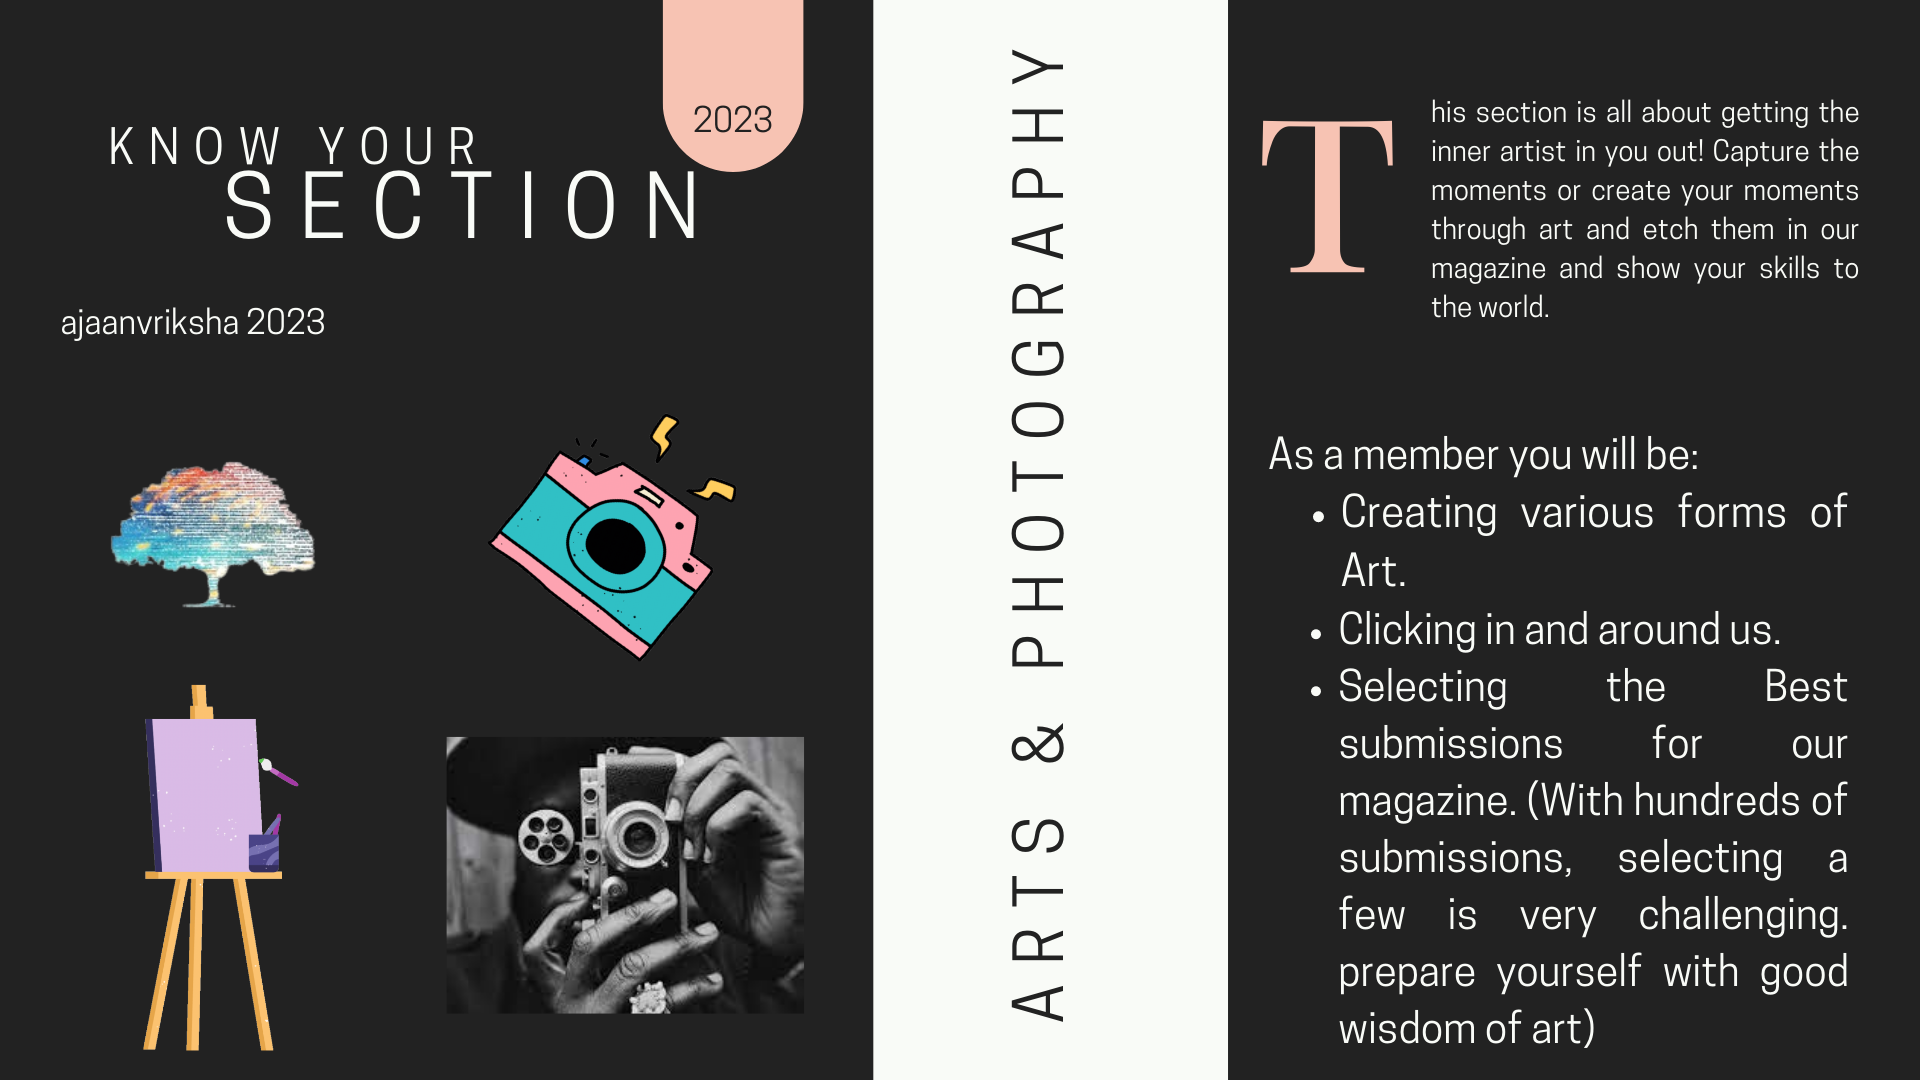 2023
KNOW YOUR
SECTION
ajaanvriksha 2023
ARTS & PHOTOGRAPHY
This section is all about getting the
inner artist in you out! Capture the
moments or create your moments
through art and etch them in our
magazine and show your skills to
the world.
As a member you will be:
• Creating various forms of
Art.
• Clicking in and around us.
• Selecting the Best
submissions for our
magazine. (With hundreds of
submissions, selecting a
few is very challenging.
prepare yourself with good
wisdom of art)